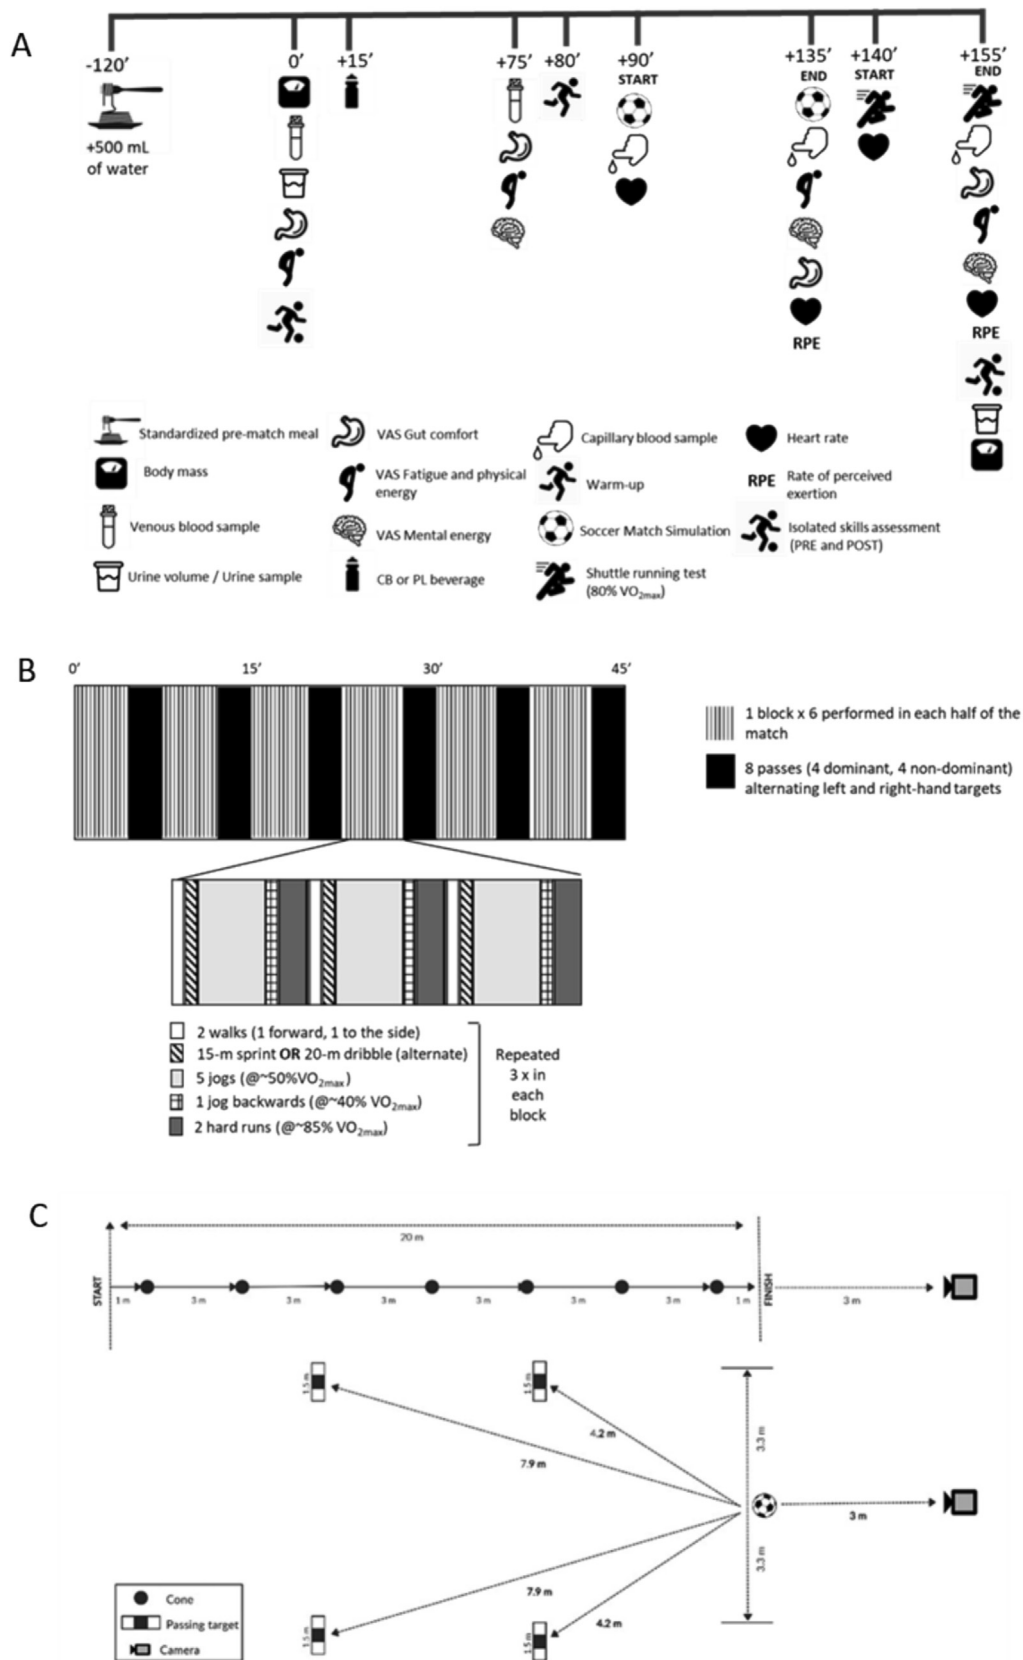 A
-120’
0’
+15’
+75’
+80’
+90’
START
+135’
END
+140’
START
+155’
END
+500 mL
of water
RPE
RPE
Standardized pre-match meal
Body mass
Venous blood sample
Urine volume / Urine sample
VAS Gut comfort
VAS Fatigue and physical
energy
VAS Mental energy
CB or PL beverage
Capillary blood sample
Warm-up
Soccer Match Simulation
Shuttle running test
(80% VO2max)
Heart rate
RPE
Rate of perceived
exertion
Isolated skills assessment
(PRE and POST)
B
0’
15’
30’
45’
1 block x 6 performed in each half of the
match
8 passes (4 dominant, 4 non-dominant)
alternating left and right-hand targets
2 walks (1 forward, 1 to the side)
15-m sprint OR 20-m dribble (alternate)
5 jogs (@~50%VO2max)
1 jog backwards (@~40% VO2max)
2 hard runs (@~85% VO2max)
Repeated
3 x in
each
block
C
20 m
START
1 m
3 m
3 m
3 m
3 m
3 m
3 m
1 m
FINISH
3 m
1.5 m
1.5 m
4.2 m
7.9 m
3.3 m
3 m
3.3 m
7.9 m
4.2 m
1.5 m
1.5 m
Cone
Passing target
Camera